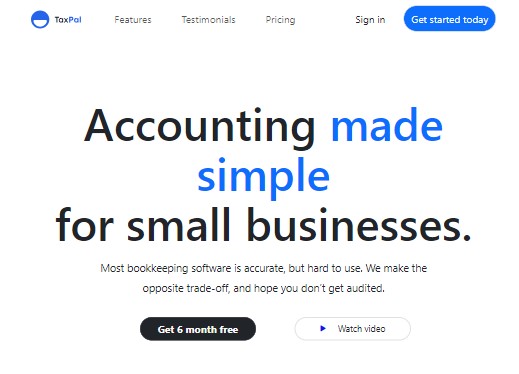 TaxPal Features Testimonials Pricing Sign in Get started today
Accounting made
simple
for small businesses.
Most bookkeeping software is accurate, but hard to use. We make the
opposite trade-off, and hope you don't get audited.
Get 6 month free Watch video